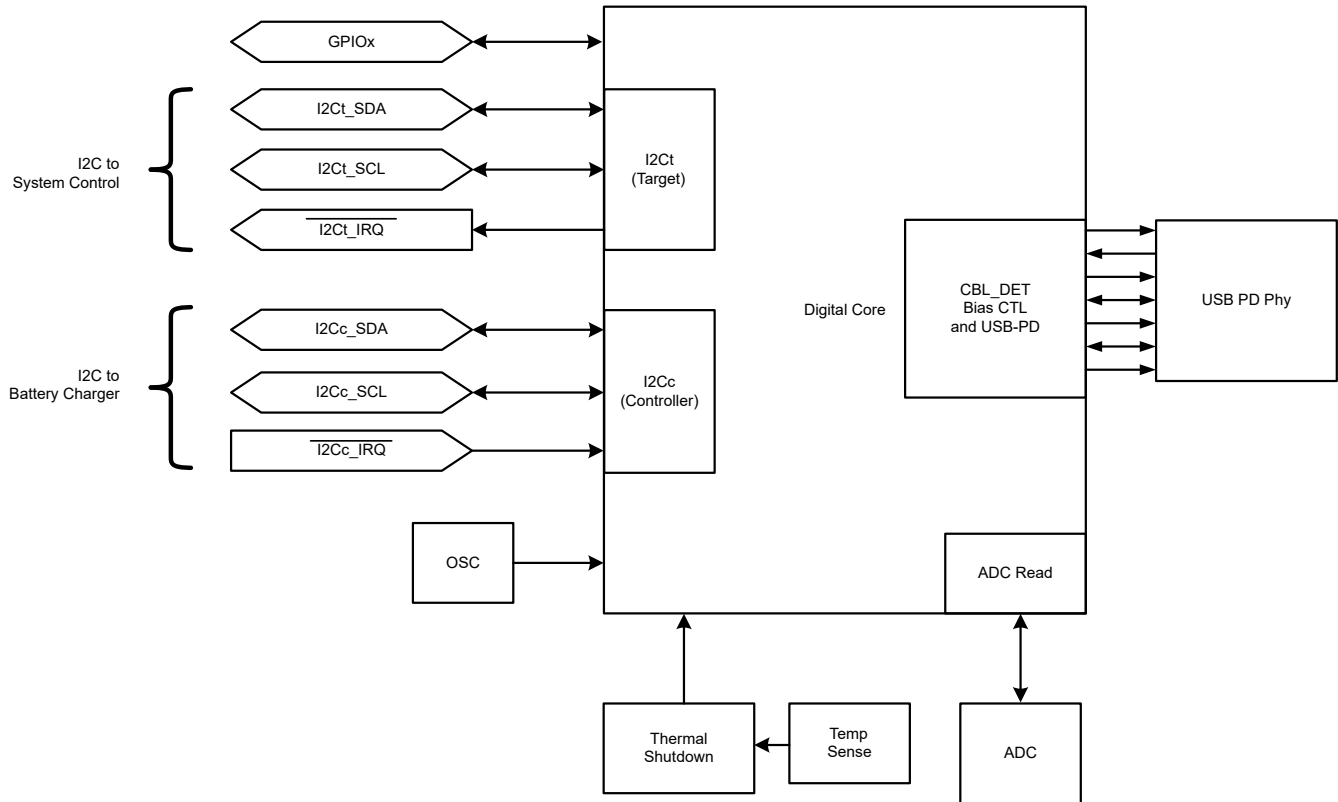 GPIOx
I2C to
System Control
I2Ct_SDA
I2Ct_SCL
I2Ct_IRQ
I2Ct
(Target)
I2C to
Battery Charger
I2Cc_SDA
I2Cc_SCL
I2Cc_IRQ
I2Cc
(Controller)
Digital Core
CBL_DET
Bias CTL
and USB-PD
USB PD Phy
OSC
ADC Read
Thermal
Shutdown
Temp
Sense
ADC